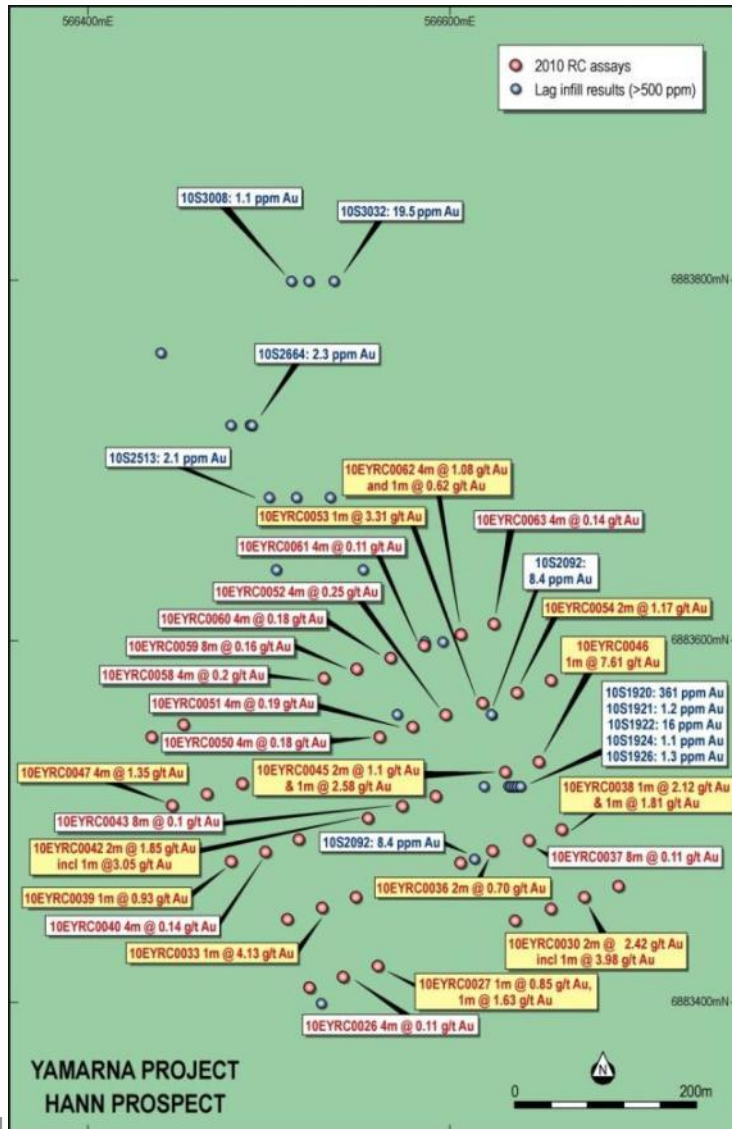 566400mE
566600mE
2010 RC assays
Lag infill results (>500 ppm)
10S3008: 1.1 ppm Au
10S3032: 19.5 ppm Au
6883800mN
10S2664: 2.3 ppm Au
10S2513: 2.1 ppm Au
10EYRC0062 4m @ 1.08 g/t Au
and 1m @ 0.62 g/t Au
10EYRC0053 1m @ 3.31 g/t Au
10EYRC0063 4m @ 0.14 g/t Au
10EYRC0061 4m @ 0.11 g/t Au
10S2092:
8.4 ppm Au
10EYRC0052 4m @ 0.25 g/t Au
10EYRC0054 2m @ 1.17 g/t Au
10EYRC0060 4m @ 0.18 g/t Au
6883600mN
10EYRC0059 8m @ 0.16 g/t Au
10EYRC0046
1m @ 7.61 g/t Au
10EYRC0058 4m @ 0.2 g/t Au
10S1920: 361 ppm Au
10S1921: 1.2 ppm Au
10S1922: 16 ppm Au
10S1924: 1.1 ppm Au
10S1926: 1.3 ppm Au
10EYRC0051 4m @ 0.19 g/t Au
10EYRC0050 4m @ 0.18 g/t Au
10EYRC0047 4m @ 1.35 g/t Au
10EYRC0045 2m @ 1.1 g/t Au
& 1m @ 2.58 g/t Au
10EYRC0038 1m @ 2.12 g/t Au
& 1m @ 1.81 g/t Au
10EYRC0043 8m @ 0.1 g/t Au
10EYRC0042 2m @ 1.85 g/t Au
incl 1m @3.05 g/t Au
10S2092: 8.4 ppm Au
10EYRC0037 8m @ 0.11 g/t Au
10EYRC0036 2m @ 0.70 g/t Au
10EYRC0039 1m @ 0.93 g/t Au
10EYRC0040 4m @ 0.14 g/t Au
10EYRC0033 1m @ 4.13 g/t Au
10EYRC0030 2m @ 2.42 g/t Au
incl 1m @ 3.98 g/t Au
10EYRC0027 1m @ 0.85 g/t Au,
1m @ 1.63 g/t Au
6883400mN
10EYRC0026 4m @ 0.11 g/t Au
YAMARNA PROJECT
HANN PROSPECT
N
0
200m